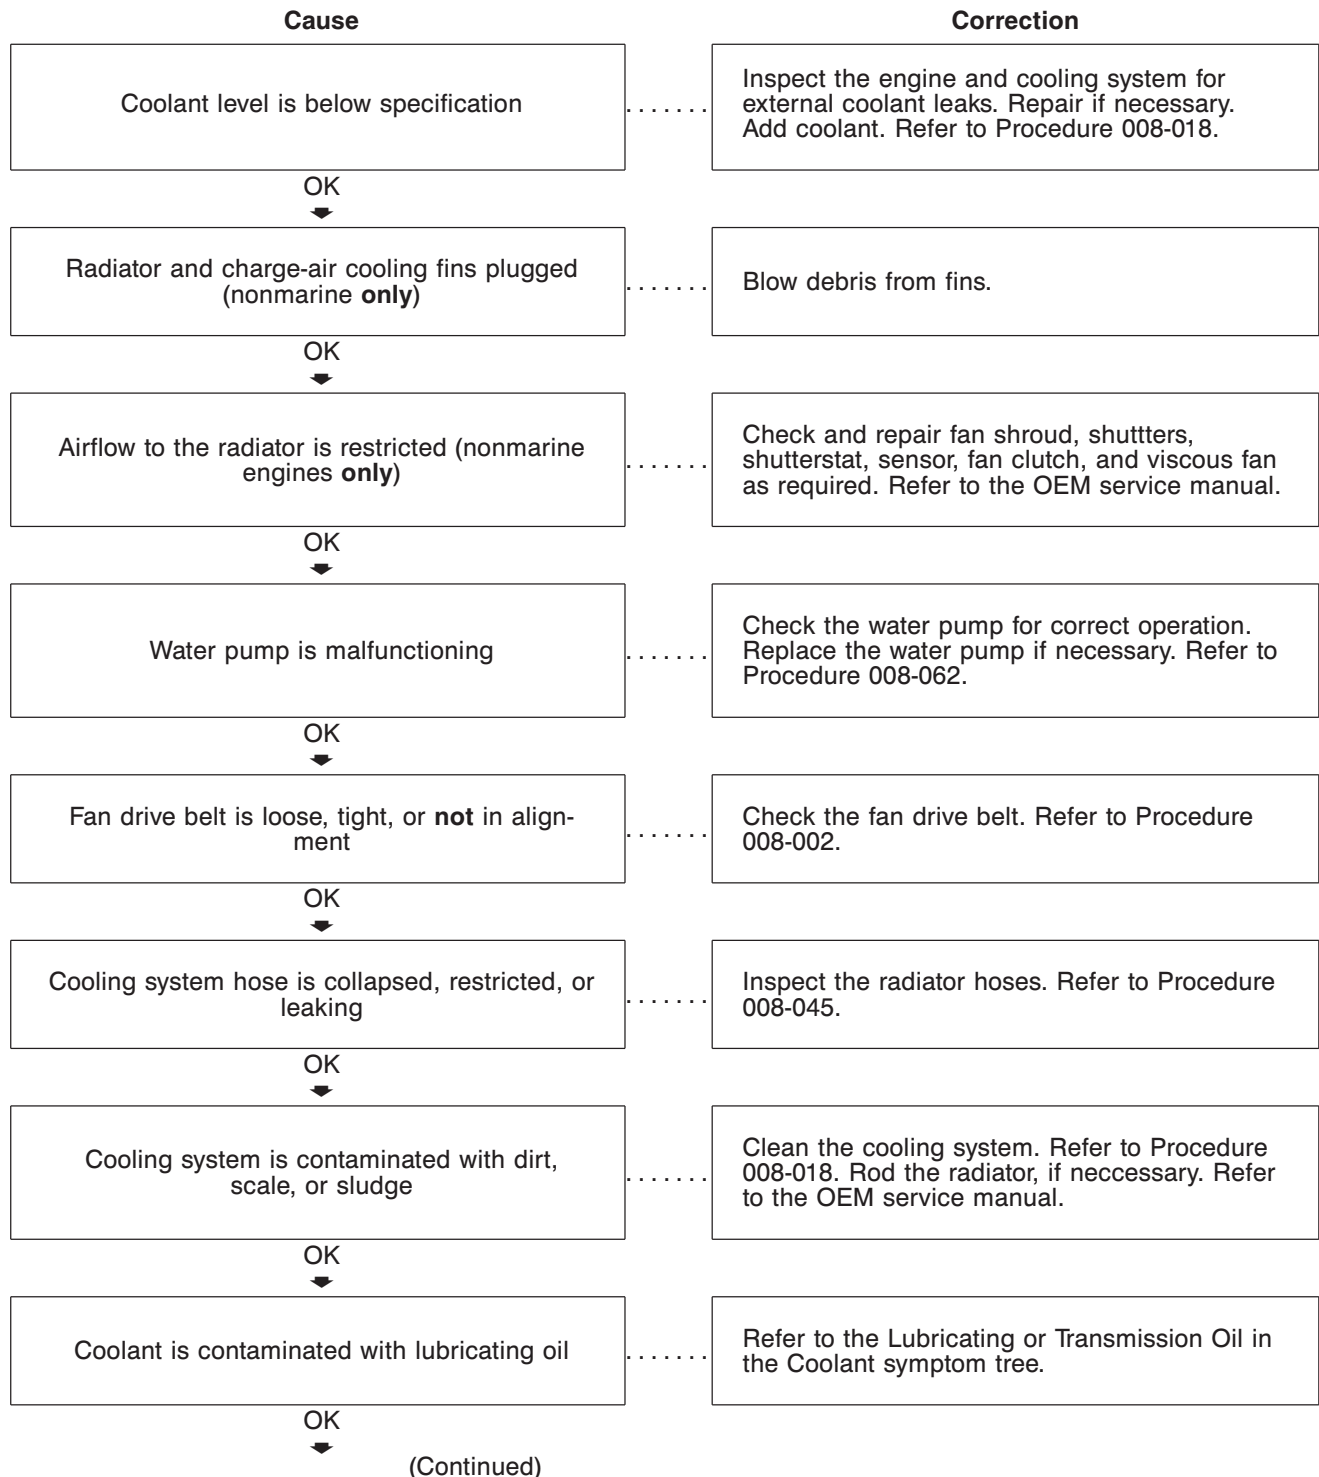 Cause
Correction
Coolant level is below specification
. . . . . . .
Inspect the engine and cooling system for
external coolant leaks. Repair if necessary.
Add coolant. Refer to Procedure 008-018.
OK
Radiator and charge-air cooling fins plugged
(nonmarine only)
. . . . . . .
Blow debris from fins.
OK
Airflow to the radiator is restricted (nonmarine
engines only)
. . . . . . .
Check and repair fan shroud, shuttters,
shutterstat, sensor, fan clutch, and viscous fan
as required. Refer to the OEM service manual.
OK
Water pump is malfunctioning
. . . . . . .
Check the water pump for correct operation.
Replace the water pump if necessary. Refer to
Procedure 008-062.
OK
Fan drive belt is loose, tight, or not in align-
ment
. . . . . . .
Check the fan drive belt. Refer to Procedure
008-002.
OK
Cooling system hose is collapsed, restricted, or
leaking
. . . . . . .
Inspect the radiator hoses. Refer to Procedure
008-045.
OK
Cooling system is contaminated with dirt,
scale, or sludge
. . . . . . .
Clean the cooling system. Refer to Procedure
008-018. Rod the radiator, if neccessary. Refer
to the OEM service manual.
OK
Coolant is contaminated with lubricating oil
. . . . . . .
Refer to the Lubricating or Transmission Oil in
the Coolant symptom tree.
OK
(Continued)